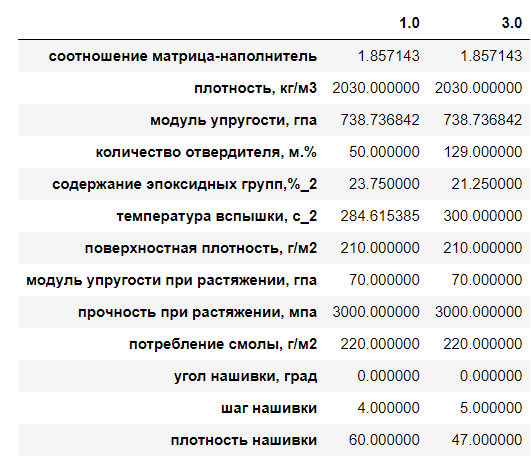 1.0 3.0
соотношение матрица-наполнитель 1.857143 1.857143
плотность, кг/м3 2030.000000 2030.000000
модуль упругости, гпа 738.736842 738.736842
количество отвердителя, м.% 50.000000 129.000000
содержание эпоксидных групп,%_2 23.750000 21.250000
температура вспышки, с_2 284.615385 300.000000
поверхностная плотность, г/м2 210.000000 210.000000
модуль упругости при растяжении, гпа 70.000000 70.000000
прочность при растяжении, мпа 3000.000000 3000.000000
потребление смолы, г/м2 220.000000 220.000000
угол нашивки, град 0.000000 0.000000
шаг нашивки 4.000000 5.000000
плотность нашивки 60.000000 47.000000